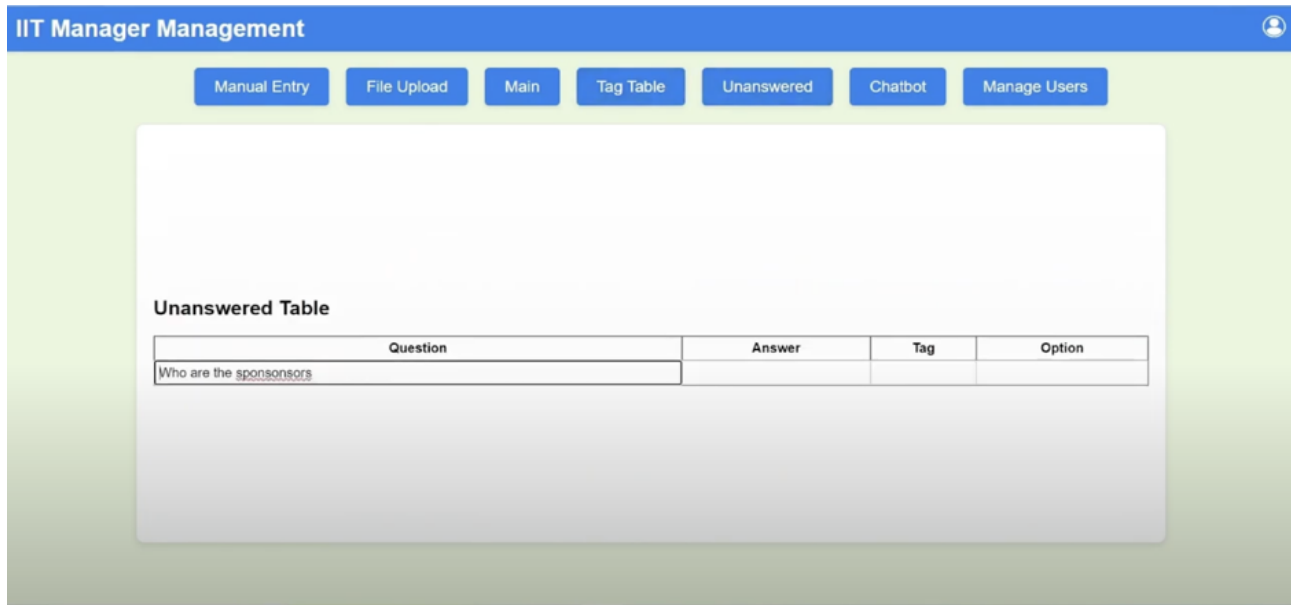 IIT Manager Management
Manual Entry File Upload Main Tag Table Unanswered Chatbot Manage Users
Unanswered Table
Question Answer Tag Option
Who are the sponsonsors